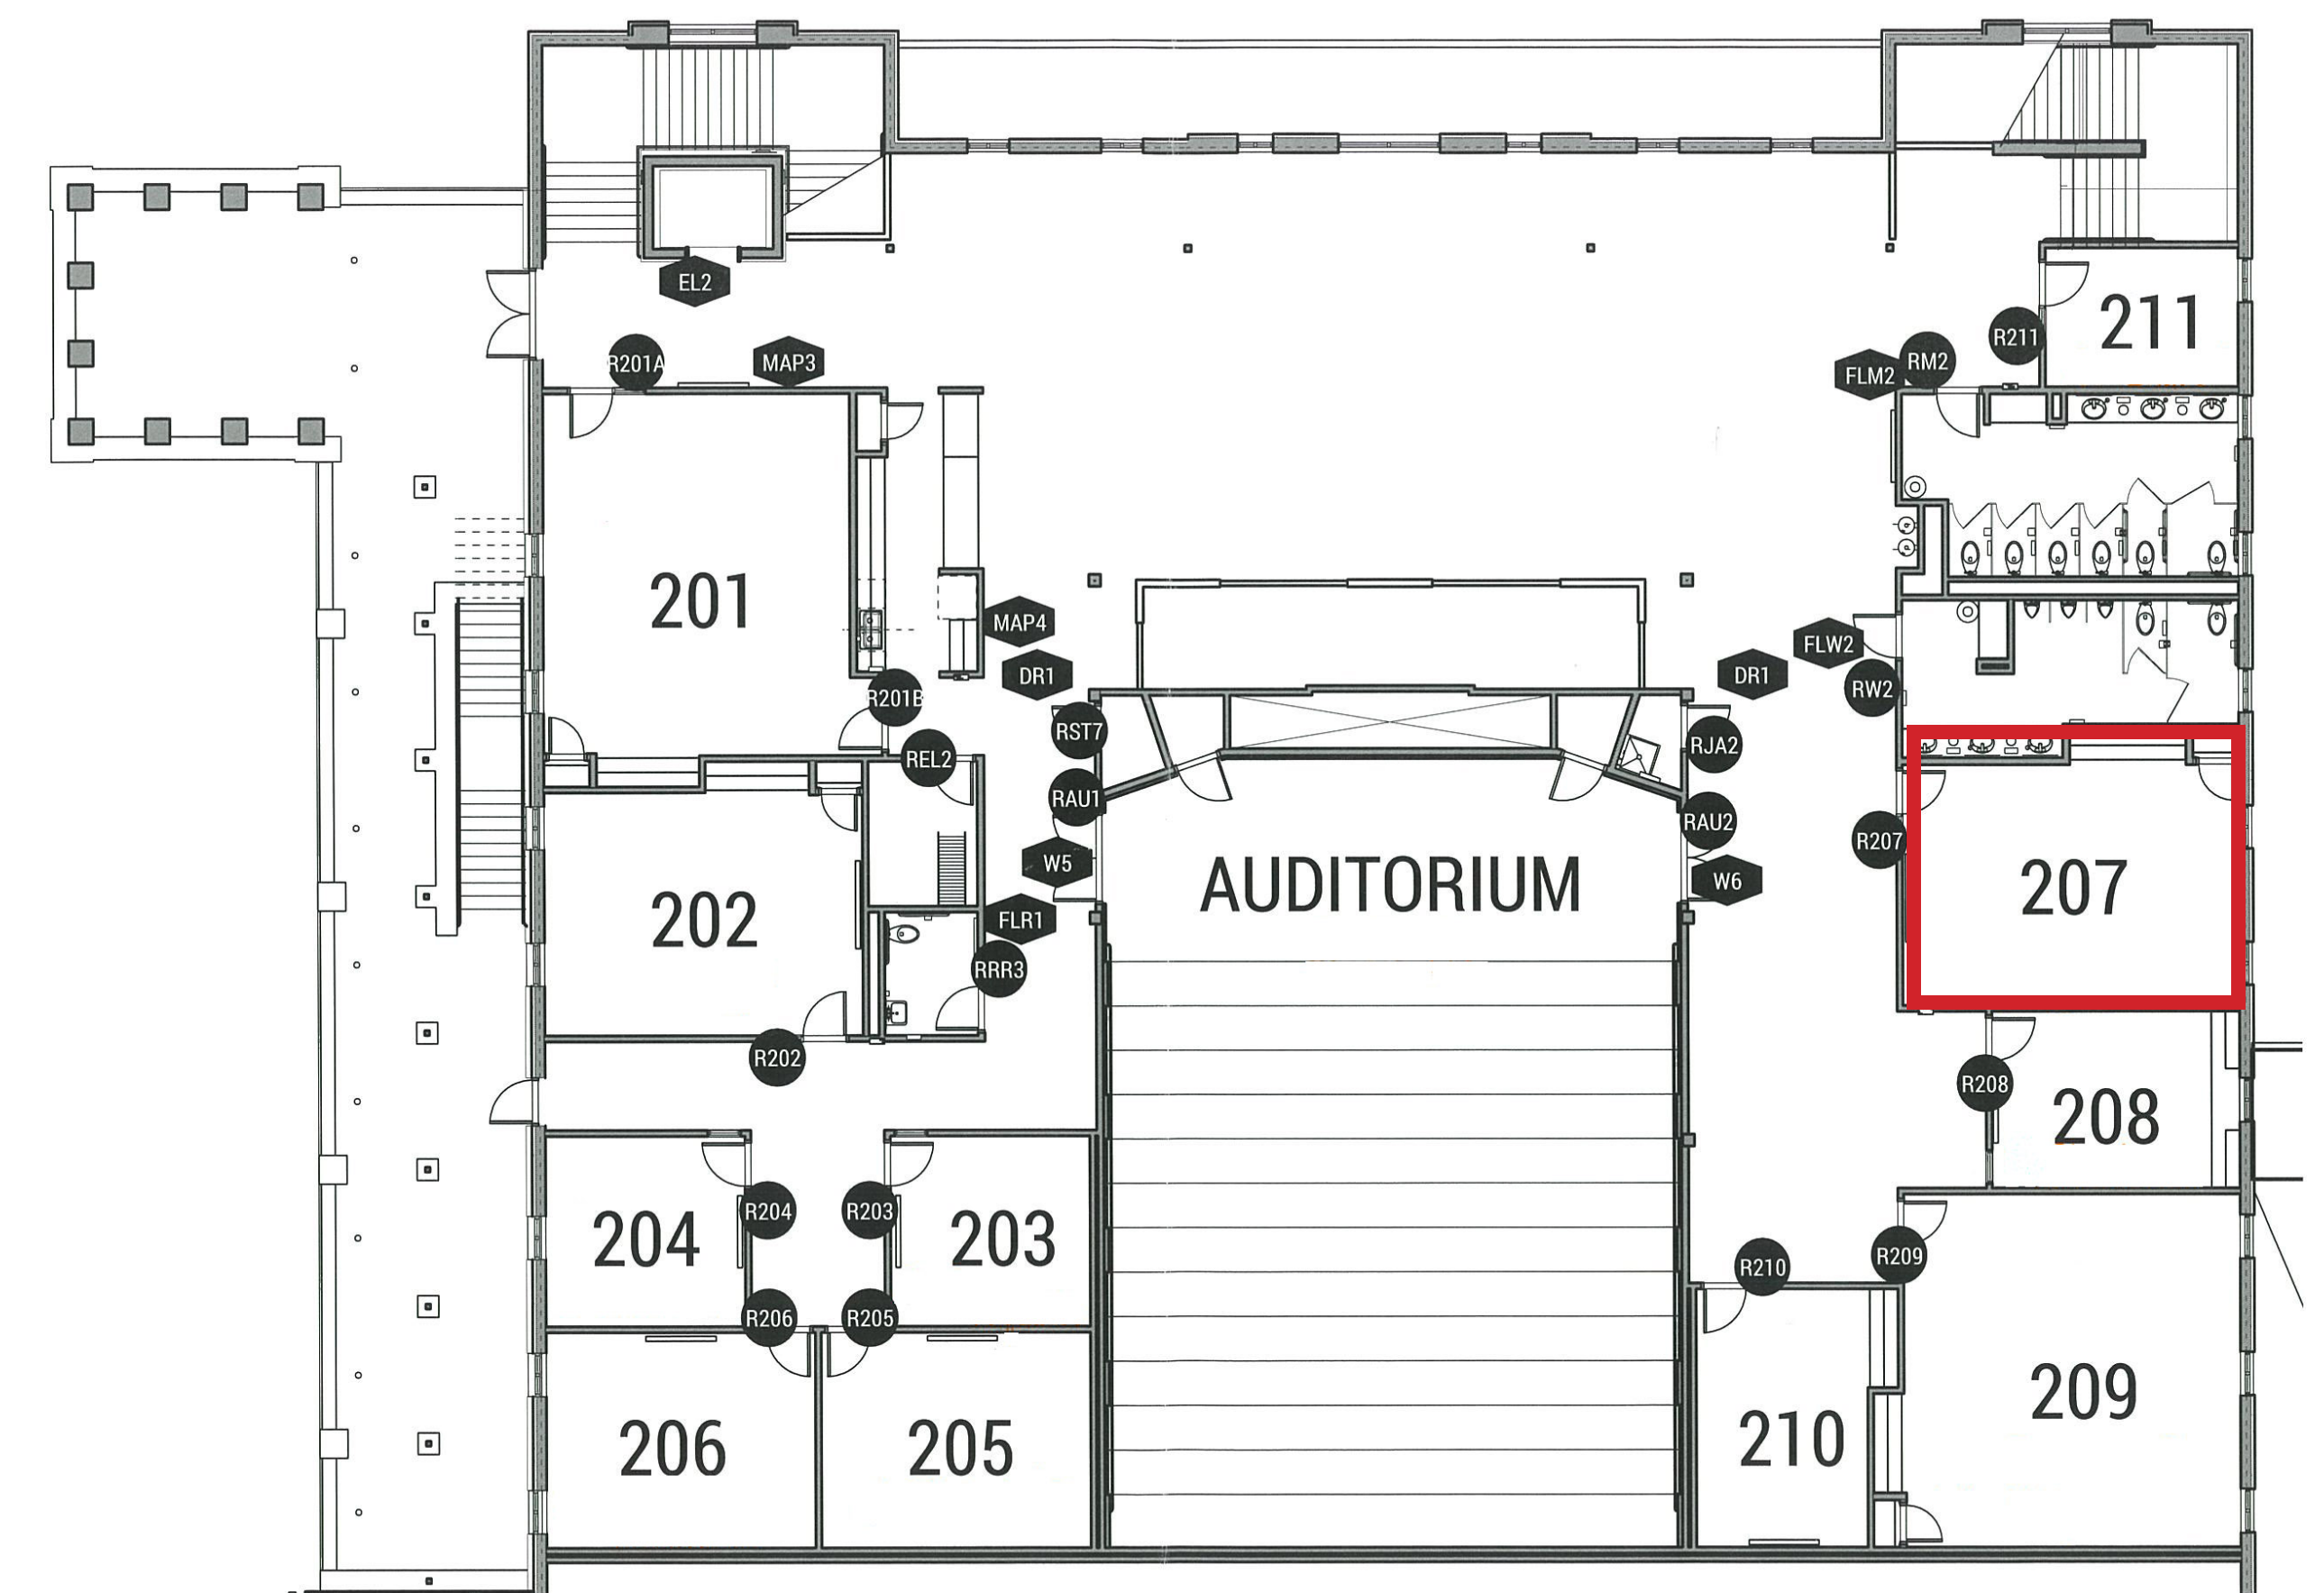 EL2
R201A
MAP3
R211
211
FLM2
RM2
201
MAP4
DR1
DR1
FLW2
RW2
R201B
RST7
RJA2
REL2
RAU1
RAU2
R207
207
W5
AUDITORIUM
W6
202
FLR1
RRR3
R202
R208
208
204
R204
R203
203
R210
R209
R206
R205
206
205
210
209